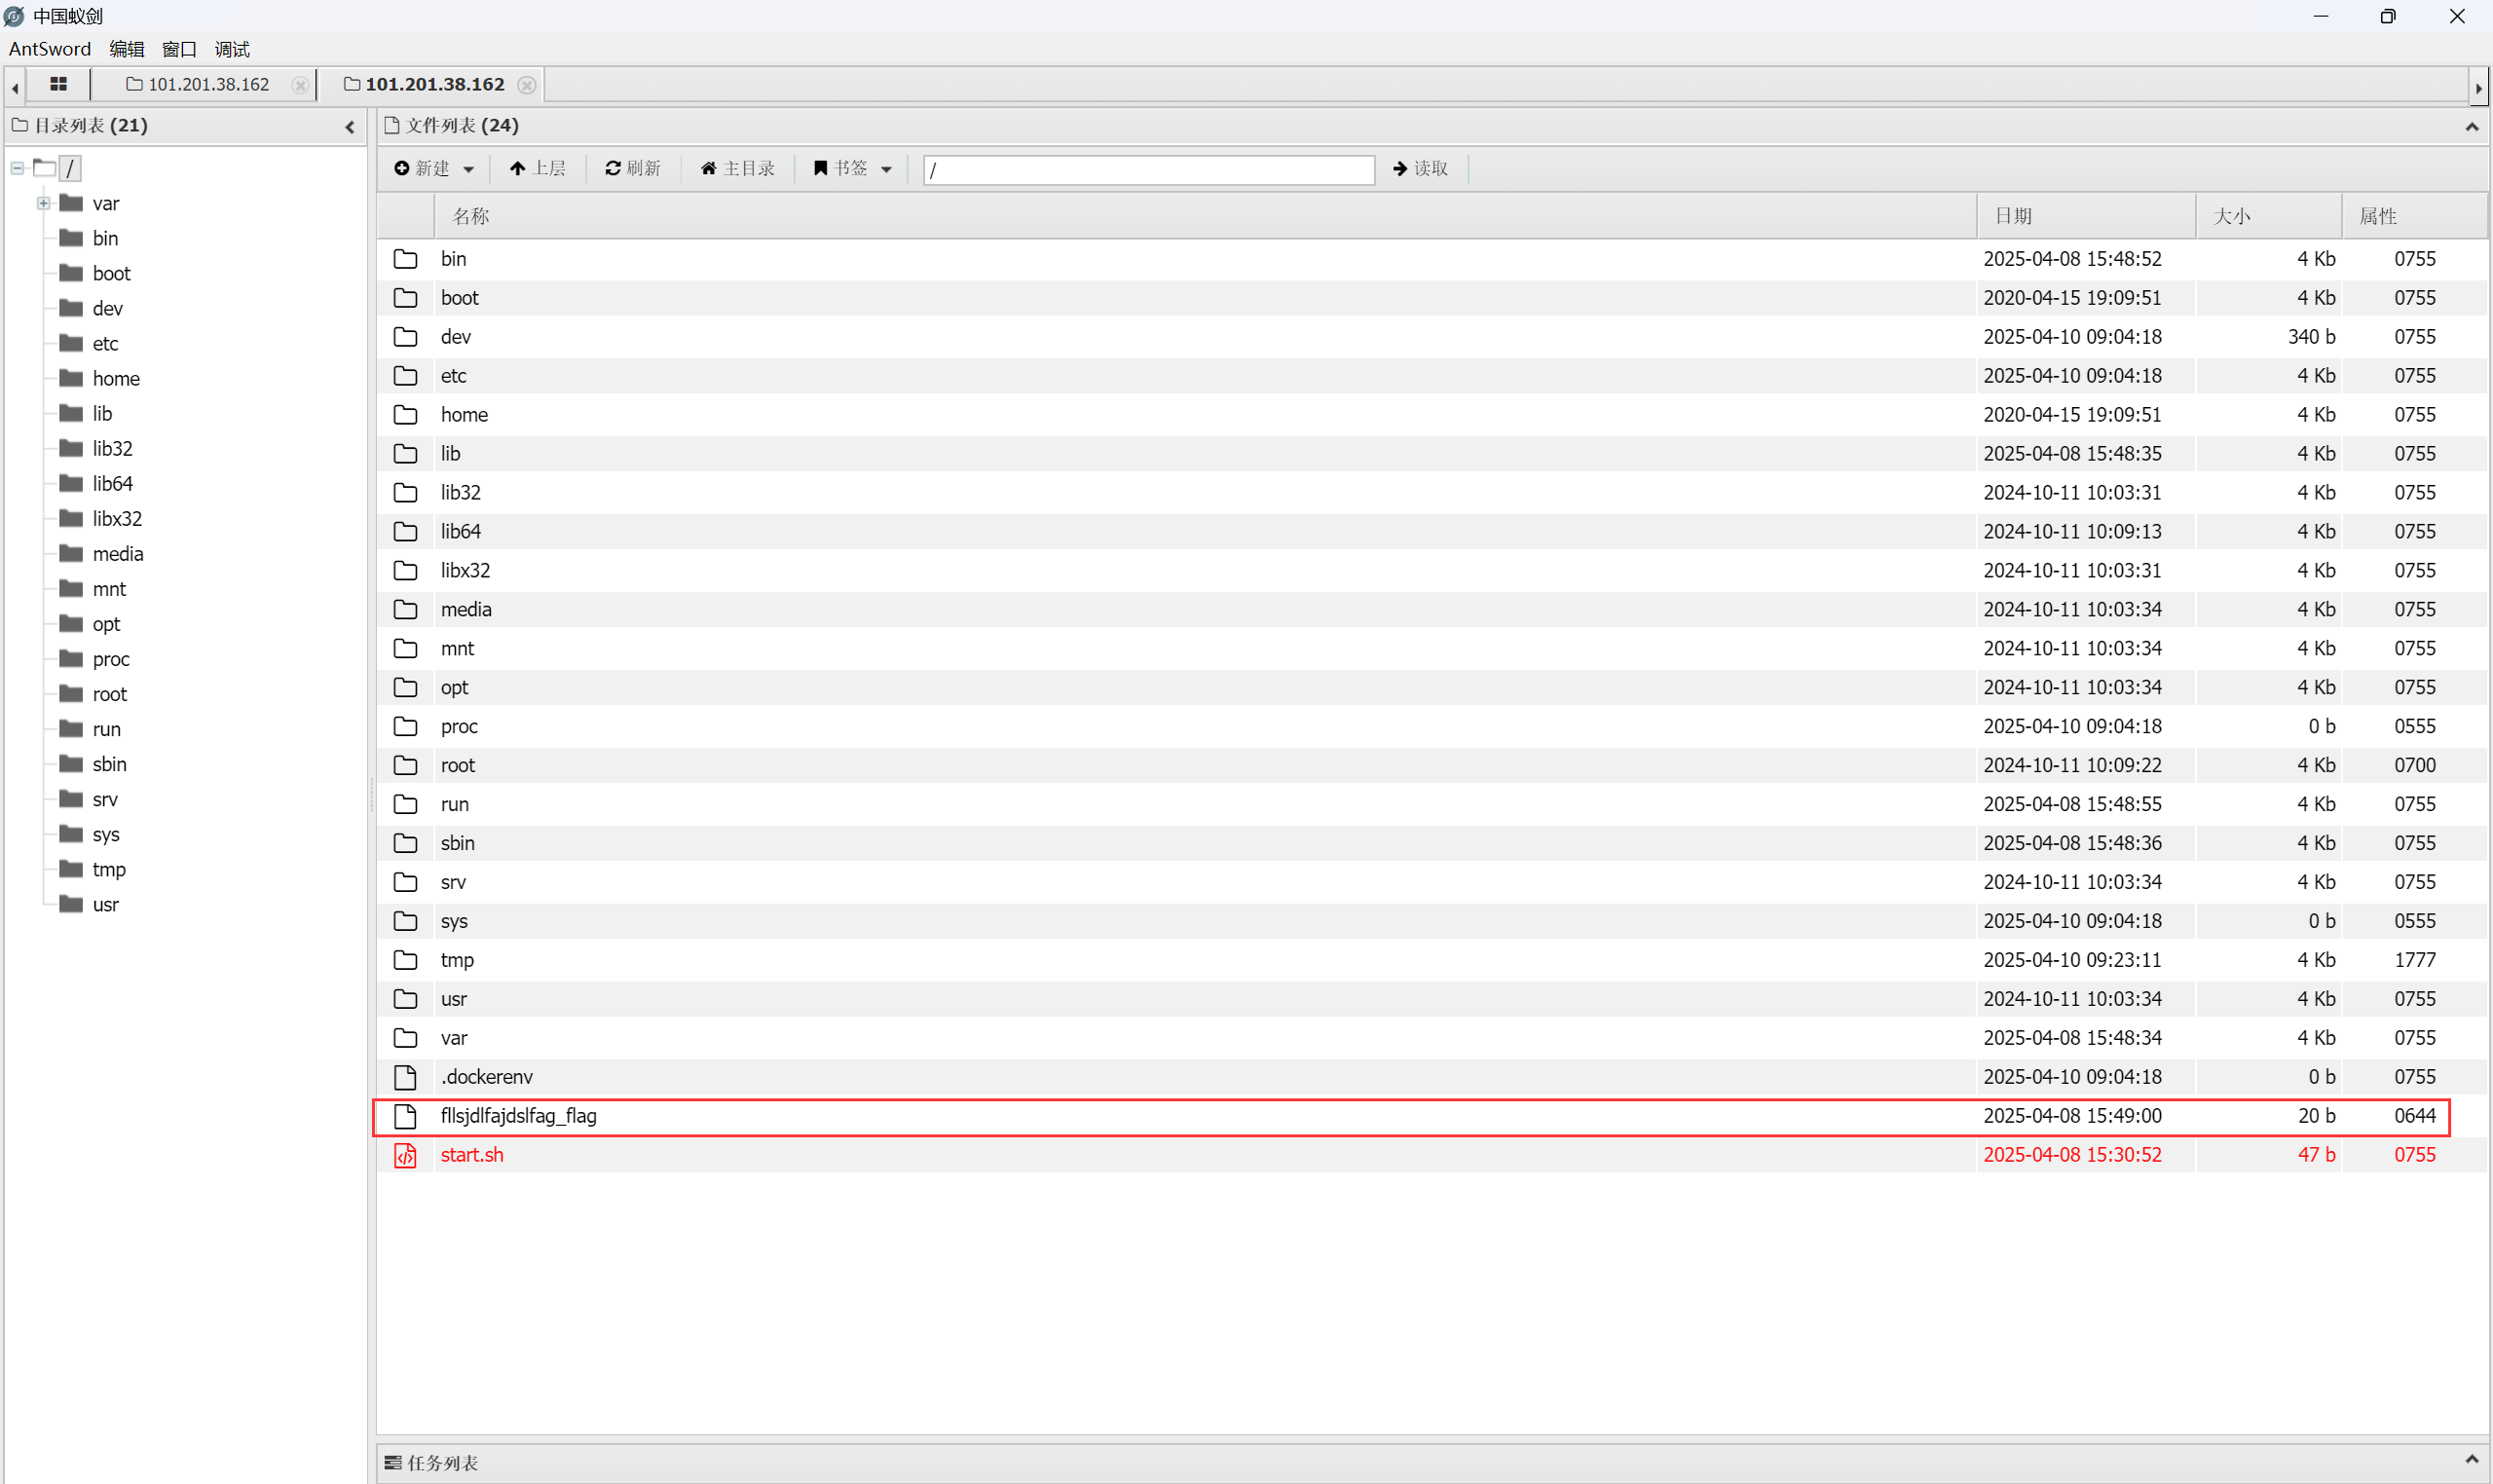 中国蚁剑
AntSword 编辑 窗口 调试
101.201.38.162 101.201.38.162
目录列表 (21)
/
var
bin
boot
dev
etc
home
lib
lib32
lib64
libx32
media
mnt
opt
proc
root
run
sbin
srv
sys
tmp
usr
文件列表 (24)
新建 上层 刷新 主目录 书签 / 读取
名称 日期 大小 属性
bin 2025-04-08 15:48:52 4 Kb 0755
boot 2020-04-15 19:09:51 4 Kb 0755
dev 2025-04-10 09:04:18 340 b 0755
etc 2025-04-10 09:04:18 4 Kb 0755
home 2020-04-15 19:09:51 4 Kb 0755
lib 2025-04-08 15:48:35 4 Kb 0755
lib32 2024-10-11 10:03:31 4 Kb 0755
lib64 2024-10-11 10:09:13 4 Kb 0755
libx32 2024-10-11 10:03:31 4 Kb 0755
media 2024-10-11 10:03:34 4 Kb 0755
mnt 2024-10-11 10:03:34 4 Kb 0755
opt 2024-10-11 10:03:34 4 Kb 0755
proc 2025-04-10 09:04:18 0 b 0555
root 2024-10-11 10:09:22 4 Kb 0700
run 2025-04-08 15:48:55 4 Kb 0755
sbin 2025-04-08 15:48:36 4 Kb 0755
srv 2024-10-11 10:03:34 4 Kb 0755
sys 2025-04-10 09:04:18 0 b 0555
tmp 2025-04-10 09:23:11 4 Kb 1777
usr 2024-10-11 10:03:34 4 Kb 0755
var 2025-04-08 15:48:34 4 Kb 0755
.dockerenv 2025-04-10 09:04:18 0 b 0755
fllsjdlfajdslfag_flag 2025-04-08 15:49:00 20 b 0644
start.sh 2025-04-08 15:30:52 47 b 0755
任务列表